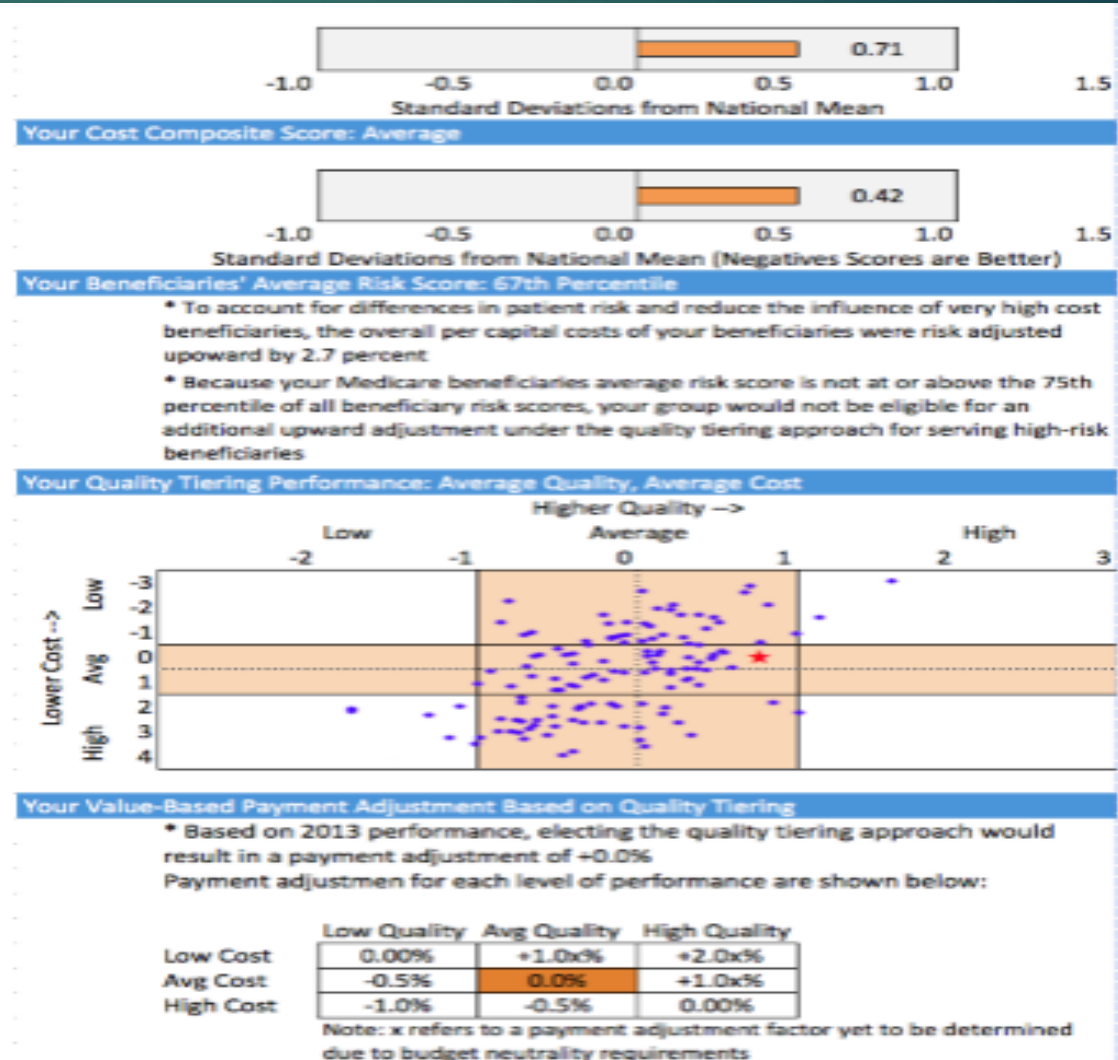 0.71
-1.0 -0.5 0.0 0.5 1.0 1.5
Standard Deviations from National Mean
Your Cost Composite Score: Average
0.42
-1.0 -0.5 0.0 0.5 1.0 1.5
Standard Deviations from National Mean (Negatives Scores are Better)
Your Beneficiaries' Average Risk Score: 67th Percentile
* To account for differences in patient risk and reduce the influence of very high cost
beneficiaries, the overall per capital costs of your beneficiaries were risk adjusted
upoward by 2.7 percent
* Because your Medicare beneficiaries average risk score is not at or above the 75th
percentile of all beneficiary risk scores, your group would not be eligible for an
additional upward adjustment under the quality tiering approach for serving high-risk
beneficiaries
Your Quality Tiering Performance: Average Quality, Average Cost
Higher Quality -->
Low Average High
-2 -1 0 1 2 3
Lower Cost -->
Low
Avg
High
-3
-2
-1
0
1
2
3
4
Your Value-Based Payment Adjustment Based on Quality Tiering
* Based on 2013 performance, electing the quality tiering approach would
result in a payment adjustment of +0.0%
Payment adjustmen for each level of performance are shown below:
Low Quality Avg Quality High Quality
Low Cost 0.00% +1.0x% +2.0x%
Avg Cost -0.5% 0.0% +1.0x%
High Cost -1.0% -0.5% 0.00%
Note: x refers to a payment adjustment factor yet to be determined
due to budget neutrality requirements